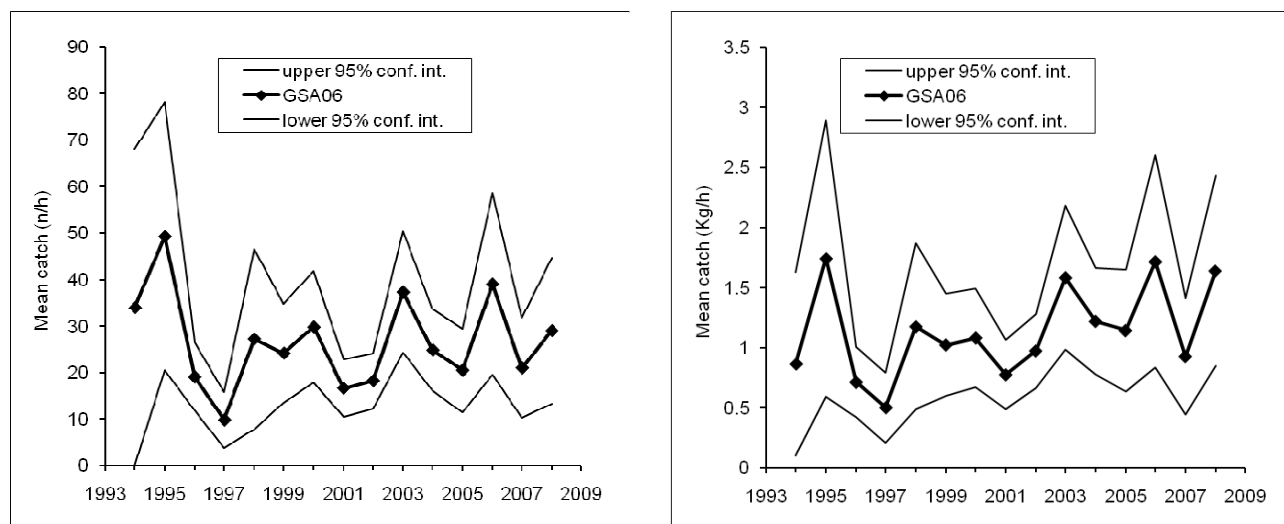 90
80
70
60
50
40
30
20
10
0
Mean catch (n/h)
upper 95% conf. int.
GSA06
lower 95% conf. int.
1993 1995 1997 1999 2001 2003 2005 2007 2009
3.5
3
2.5
2
1.5
1
0.5
0
Mean catch (Kg/h)
upper 95% conf. int.
GSA06
lower 95% conf. int.
1993 1995 1997 1999 2001 2003 2005 2007 2009